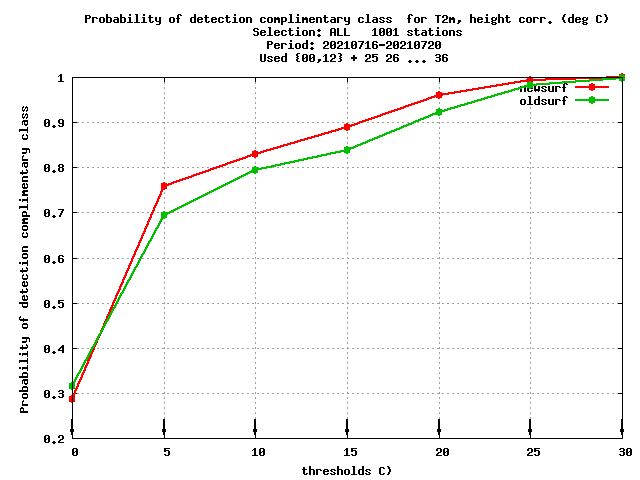 Probability of detection complimentary class  for T2m, height corr. (deg C)
Selection: ALL   1001 stations
Period: 20210716-20210720
Used {00,12} + 25 26 ... 36
newsurf
oldsurf
Probability of detection complimentary class
1
0.9
0.8
0.7
0.6
0.5
0.4
0.3
0.2
0 5 10 15 20 25 30
thresholds C)